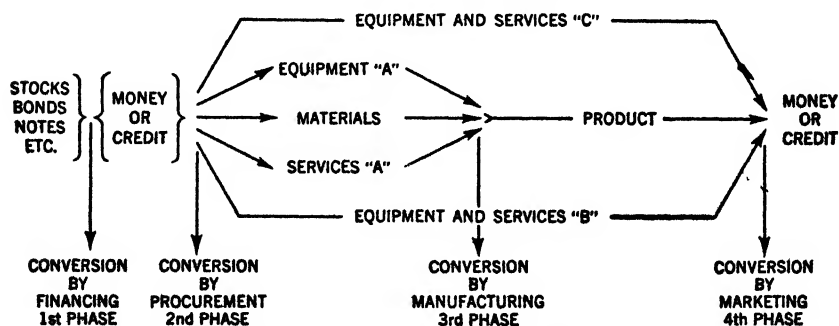 EQUIPMENT AND SERVICES "C"
EQUIPMENT "A"
STOCKS
BONDS
NOTES
ETC.
MONEY
OR
CREDIT
MATERIALS
PRODUCT
MONEY
OR
CREDIT
SERVICES "A"
EQUIPMENT AND SERVICES "B"
CONVERSION
BY
FINANCING
1st PHASE
CONVERSION
BY
PROCUREMENT
2nd PHASE
CONVERSION
BY
MANUFACTURING
3rd PHASE
CONVERSION
BY
MARKETING
4th PHASE